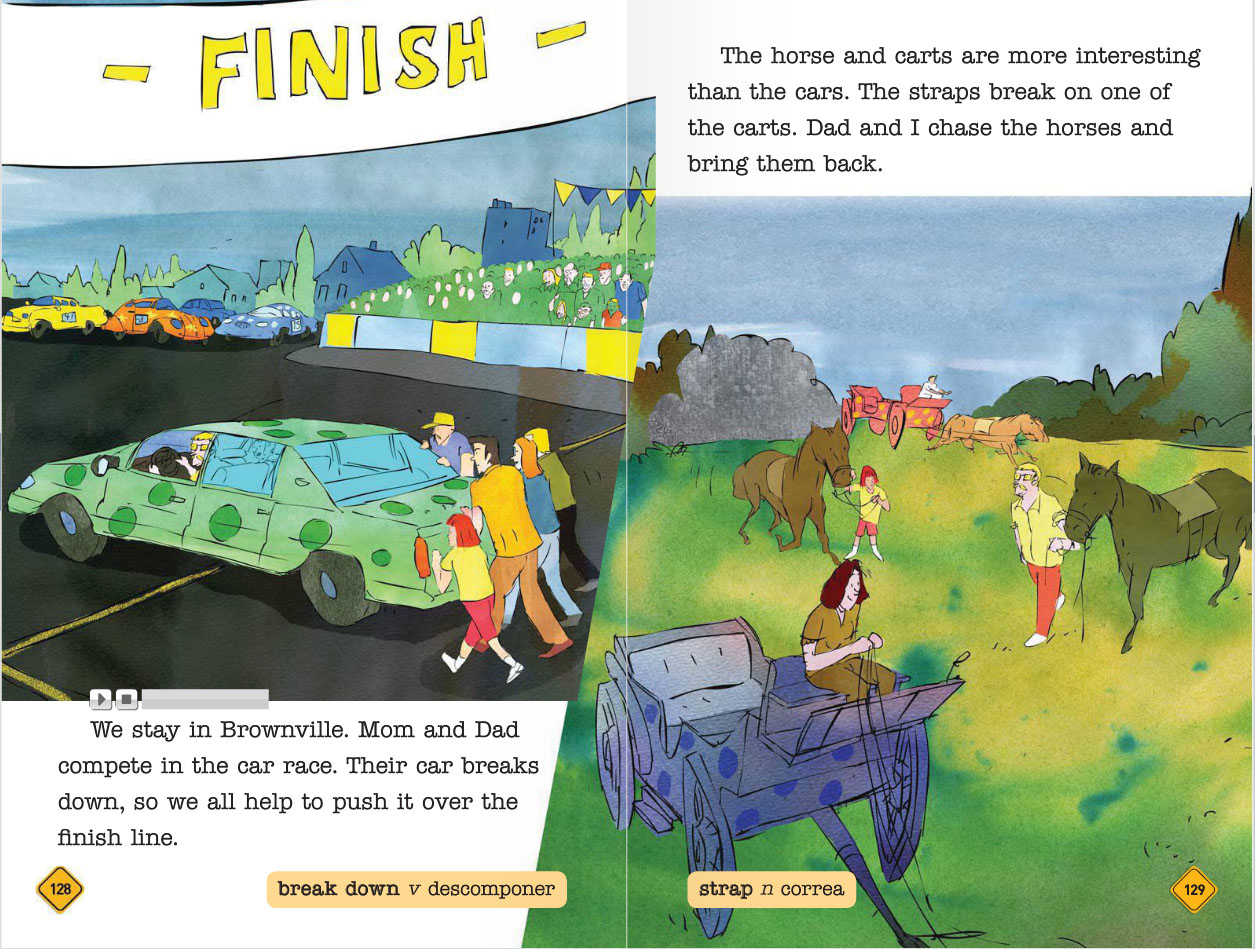 - FINISH -
We stay in Brownville. Mom and Dad
compete in the car race. Their car breaks
down, so we all help to push it over the
finish line.
128
break down v descomponer
The horse and carts are more interesting
than the cars. The straps break on one of
the carts. Dad and I chase the horses and
bring them back.
strap n correa
129